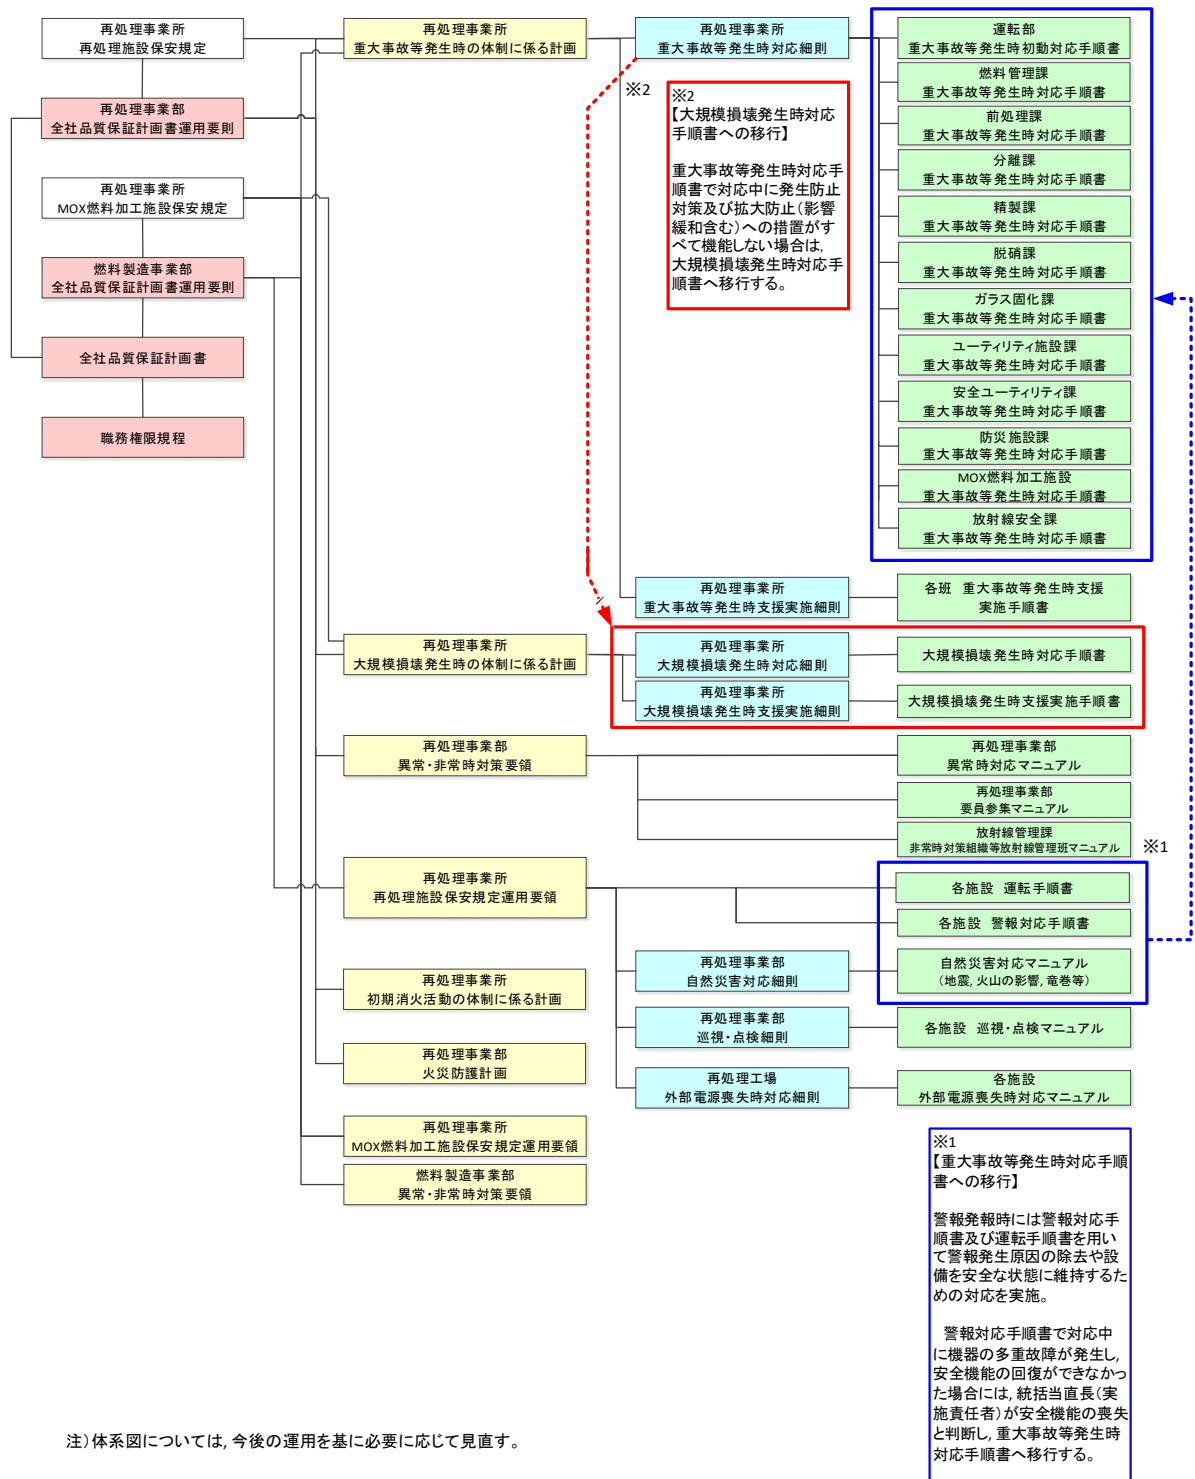 再処理事業所
再処理施設保安規定
再処理事業部
全社品質保証計画書運用要則
再処理事業所
MOX燃料加工施設保安規定
燃料製造事業部
全社品質保証計画書運用要則
全社品質保証計画書
職務権限規程
再処理事業所
重大事故等発生時の体制に係る計画
再処理事業所
大規模損壊発生時の体制に係る計画
再処理事業部
異常・非常時対策要領
再処理事業所
再処理施設保安規定運用要領
再処理事業所
初期消火活動の体制に係る計画
再処理事業部
火災防護計画
再処理事業所
MOX燃料加工施設保安規定運用要領
燃料製造事業部
異常・非常時対策要領
再処理事業所
重大事故等発生時対応細則
※2
※2
【大規模損壊発生時対応
手順書への移行】
重大事故等発生時対応手
順書で対応中に発生防止
対策及び拡大防止(影響
緩和含む)への措置がす
べて機能しない場合は,
大規模損壊発生時対応手
順書へ移行する。
再処理事業所
重大事故等発生時支援実施細則
再処理事業所
大規模損壊発生時対応細則
再処理事業所
大規模損壊発生時支援実施細則
再処理事業部
自然災害対応細則
再処理事業部
巡視・点検細則
再処理工場
外部電源喪失時対応細則
運転部
重大事故等発生時初動対応手順書
燃料管理課
重大事故等発生時対応手順書
前処理課
重大事故等発生時対応手順書
分離課
重大事故等発生時対応手順書
精製課
重大事故等発生時対応手順書
脱硝課
重大事故等発生時対応手順書
ガラス固化課
重大事故等発生時対応手順書
ユーティリティ施設課
重大事故等発生時対応手順書
安全ユーティリティ課
重大事故等発生時対応手順書
防災施設課
重大事故等発生時対応手順書
MOX燃料加工施設
重大事故等発生時対応手順書
放射線安全課
重大事故等発生時対応手順書
各班 重大事故等発生時支援
実施手順書
大規模損壊発生時対応手順書
大規模損壊発生時支援実施手順書
再処理事業部
異常時対応マニュアル
再処理事業部
要員参集マニュアル
放射線管理課
非常時対策組織等放射線管理班マニュアル
※1
各施設 運転手順書
各施設 警報対応手順書
自然災害対応マニュアル
(地震, 火山の影響, 竜巻等)
各施設 巡視・点検マニュアル
各施設
外部電源喪失時対応マニュアル
※1
【重大事故等発生時対応手順
書への移行】
警報発報時には警報対応手
順書及び運転手順書を用い
て警報発生原因の除去や設
備を安全な状態に維持するた
めの対応を実施。
警報対応手順書で対応中
に機器の多重故障が発生し,
安全機能の回復ができなかっ
た場合には, 統括当直長(実
施責任者)が安全機能の喪失
と判断し, 重大事故等発生時
対応手順書へ移行する。
注)体系図については, 今後の運用を基に必要に応じて見直す。